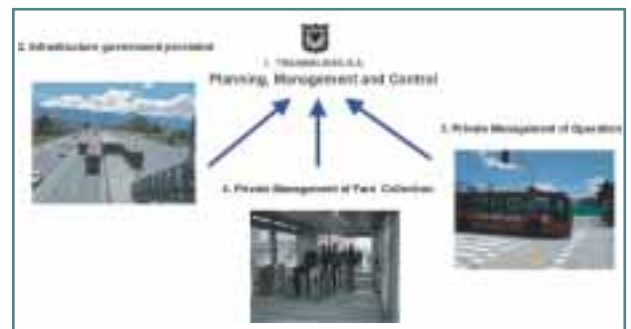 1. TRANSMILENIO S.A.
Planning, Management and Control
2. Infrastructure government provided
3. Private Management of Operation
4. Private Management of Fare Collection